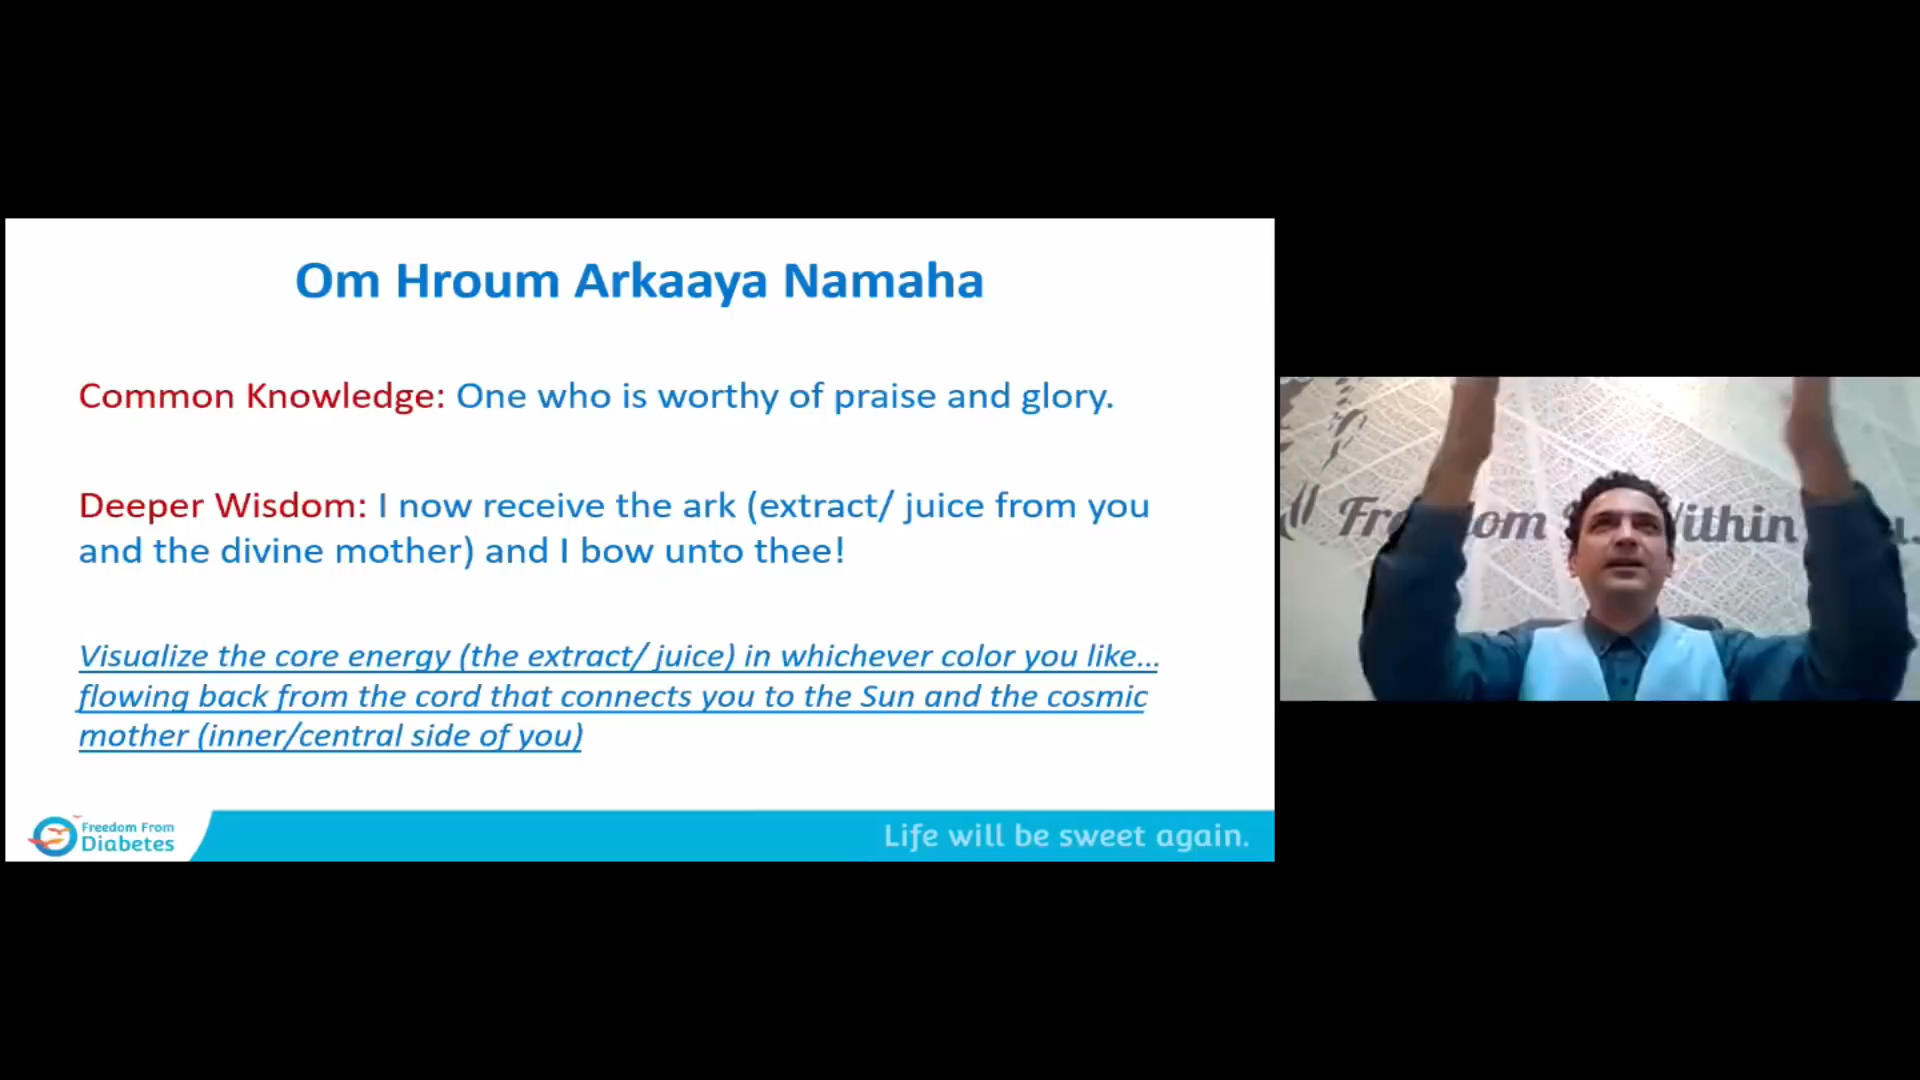 Om Hroum Arkaaya Namaha
Common Knowledge: One who is worthy of praise and glory.
Deeper Wisdom: I now receive the ark (extract/ juice from you
and the divine mother) and I bow unto thee!
Visualize the core energy (the extract/ juice) in whichever color you like...
flowing back from the cord that connects you to the Sun and the cosmic
mother (inner/central side of you)
Freedom From
Diabetes
Life will be sweet again.